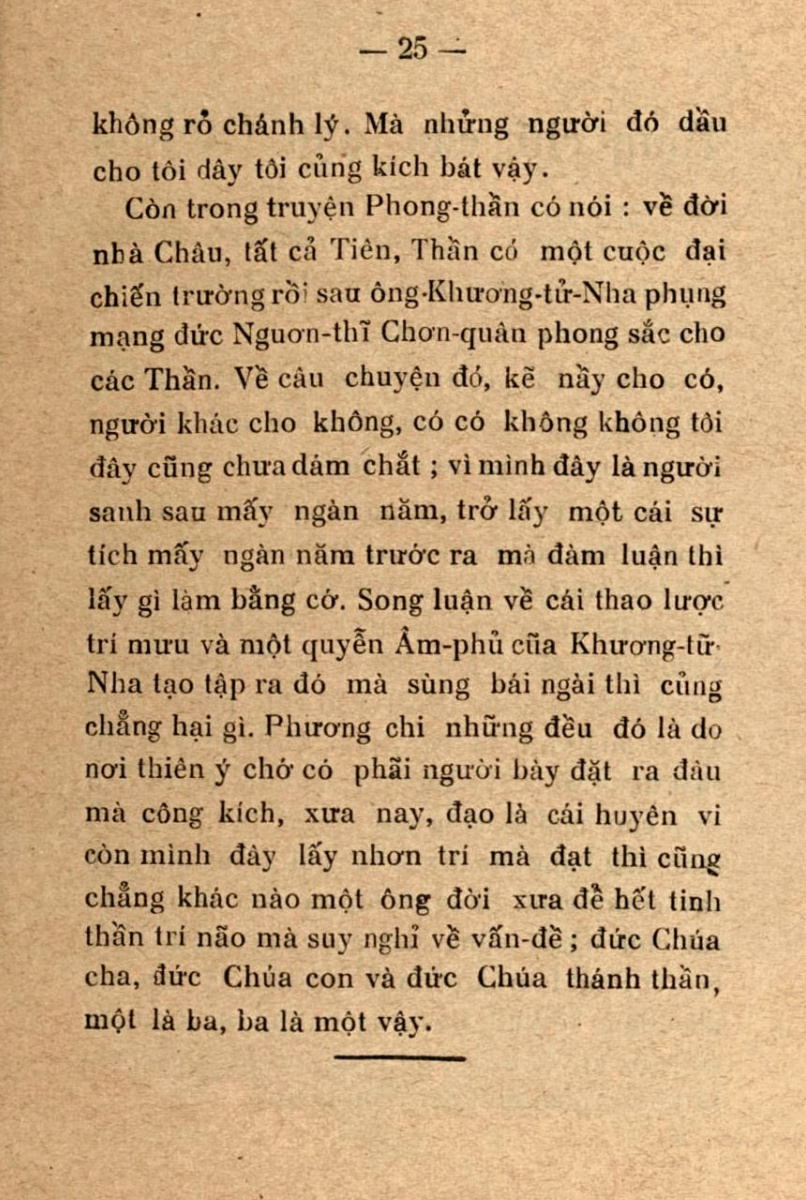 — 25 —
không rỏ chánh lý. Mà nhửng người đó dầu
cho tôi dây tôi củng kích bát vậy.
Còn trong truyện Phong-thần có nói : về đời
nhà Châu, tất cả Tiên, Thần có một cuộc đại
chiến trường rồi sau ông-Khương-tử-Nha phụng
mạng đức Nguơn-thĩ Chơn-quân phong sắc cho
các Thần. Về câu chuyện đó, kẽ nầy cho có,
người khác cho không, có có không không tôi
đây cũng chưa dám chắt ; vì mình đây là người
sanh sau mấy ngàn năm, trở lấy một cái sự
tích mấy ngàn năm trước ra mà đàm luận thì
lấy gì làm bằng cớ. Song luận về cái thao lược
trí mưu và một quyễn Âm-phủ cũa Khương-tữ-
Nha tạo tập ra đó mà sùng bái ngài thì củng
chẳng hại gì. Phương chi những đều đó là do
nơi thiên ý chớ có phãi người bày đặt ra đâu
mà công kích, xưa nay, đạo là cái huyên vi
còn mình đây lấy nhơn trí mà đạt thì cũng
chẳng khác nào một ông đời xưa đề hết tinh
thần trí não mà suy nghỉ về vấn-đề ; đức Chúa
cha, đức Chúa con và đức Chúa thánh thần,
một là ba, ba là một vậy.